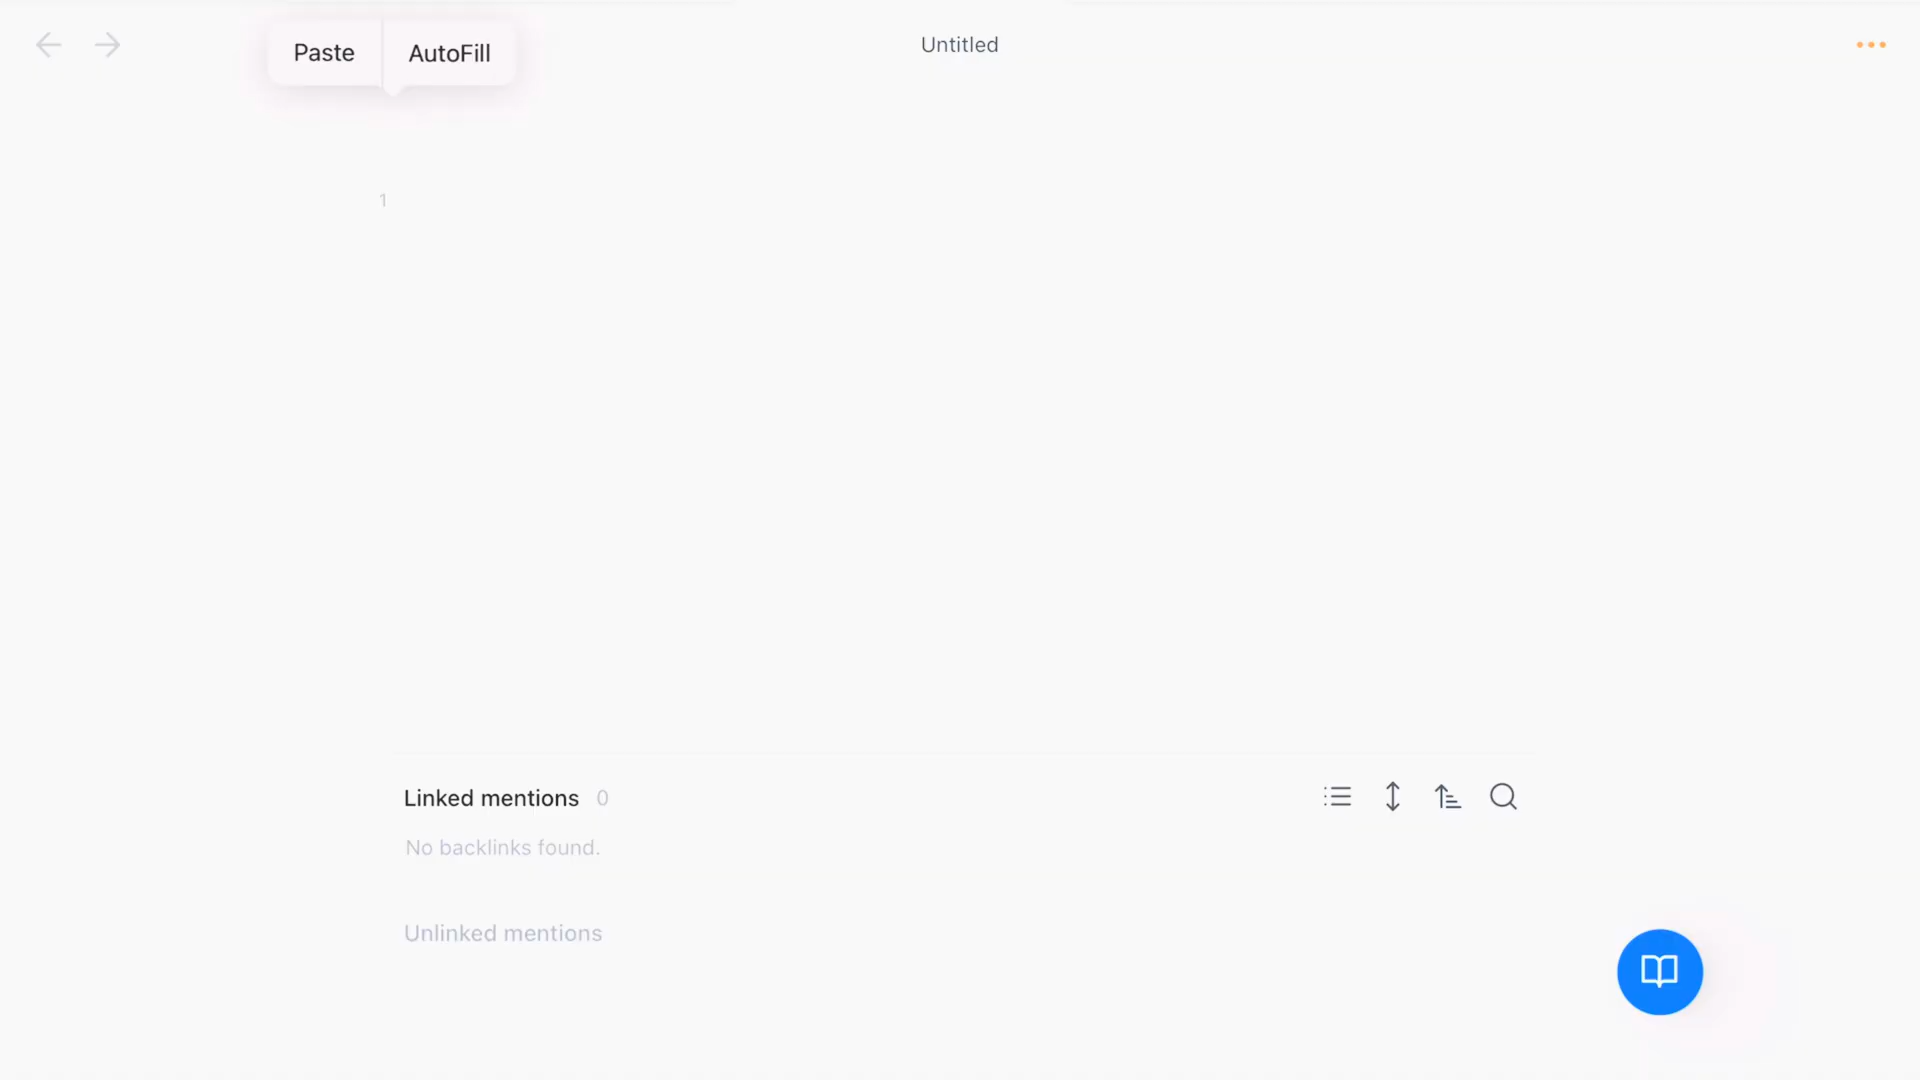 Paste AutoFill
Untitled
1
Linked mentions 0
No backlinks found.
Unlinked mentions